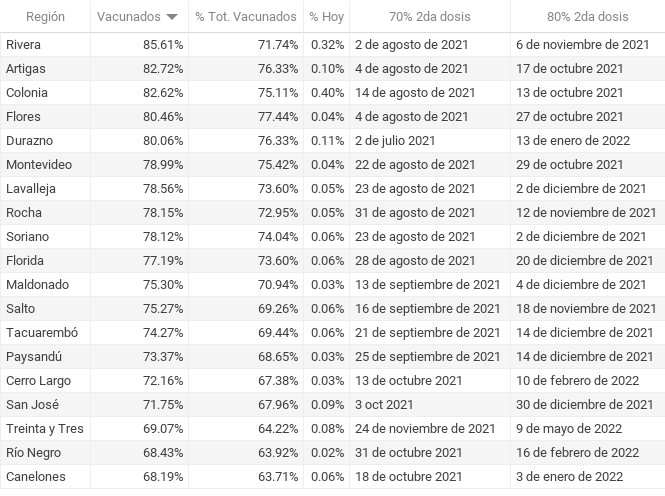 Región Vacunados % Tot. Vacunados % Hoy 70% 2da dosis 80% 2da dosis
Rivera 85.61% 71.74% 0.32% 2 de agosto de 2021 6 de noviembre de 2021
Artigas 82.72% 76.33% 0.10% 4 de agosto de 2021 17 de octubre 2021
Colonia 82.62% 75.11% 0.40% 14 de agosto de 2021 13 de octubre 2021
Flores 80.46% 77.44% 0.04% 4 de agosto de 2021 27 de octubre 2021
Durazno 80.06% 76.33% 0.11% 2 de julio 2021 13 de enero de 2022
Montevideo 78.99% 75.42% 0.04% 22 de agosto de 2021 29 de octubre 2021
Lavalleja 78.56% 73.60% 0.05% 23 de agosto de 2021 2 de diciembre de 2021
Rocha 78.15% 72.95% 0.05% 31 de agosto de 2021 12 de noviembre de 2021
Soriano 78.12% 74.04% 0.06% 23 de agosto de 2021 2 de diciembre de 2021
Florida 77.19% 73.60% 0.06% 28 de agosto de 2021 20 de diciembre de 2021
Maldonado 75.30% 70.94% 0.03% 13 de septiembre de 2021 4 de diciembre de 2021
Salto 75.27% 69.26% 0.06% 16 de septiembre de 2021 18 de noviembre de 2021
Tacuarembó 74.27% 69.44% 0.06% 21 de septiembre de 2021 14 de diciembre de 2021
Paysandú 73.37% 68.65% 0.03% 25 de septiembre de 2021 14 de diciembre de 2021
Cerro Largo 72.16% 67.38% 0.03% 13 de octubre 2021 10 de febrero de 2022
San José 71.75% 67.96% 0.09% 3 oct 2021 30 de diciembre de 2021
Treinta y Tres 69.07% 64.22% 0.08% 24 de noviembre de 2021 9 de mayo de 2022
Río Negro 68.43% 63.92% 0.02% 31 de octubre 2021 16 de febrero de 2022
Canelones 68.19% 63.71% 0.06% 18 de octubre 2021 3 de enero de 2022